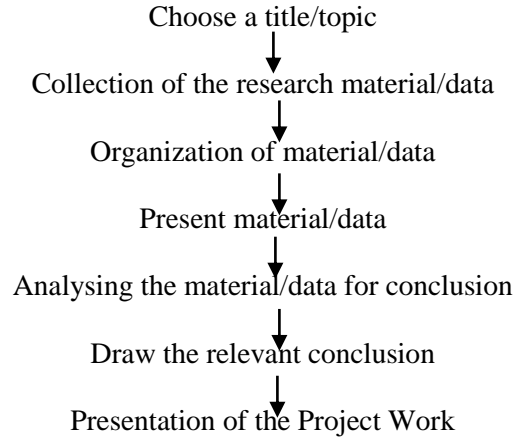 Choose a title/topic
Collection of the research material/data
Organization of material/data
Present material/data
Analysing the material/data for conclusion
Draw the relevant conclusion
Presentation of the Project Work